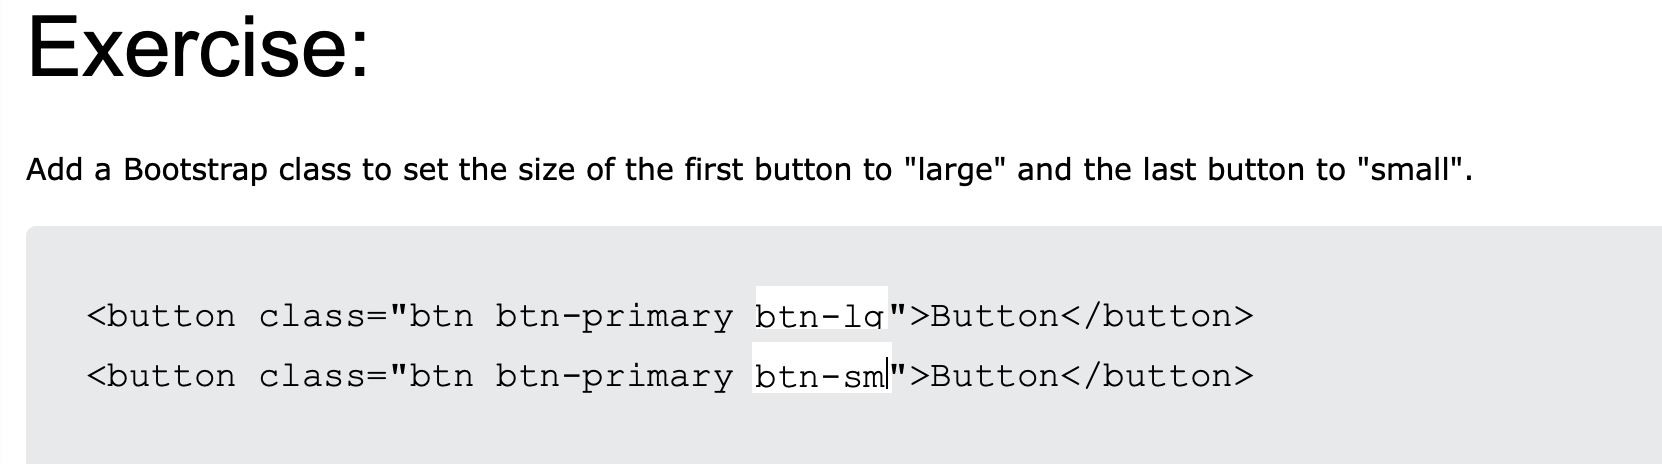 Exercise:
Add a Bootstrap class to set the size of the first button to "large" and the last button to "small".
<button class="btn btn-primary btn-lg">Button</button>
<button class="btn btn-primary btn-sm">Button</button>